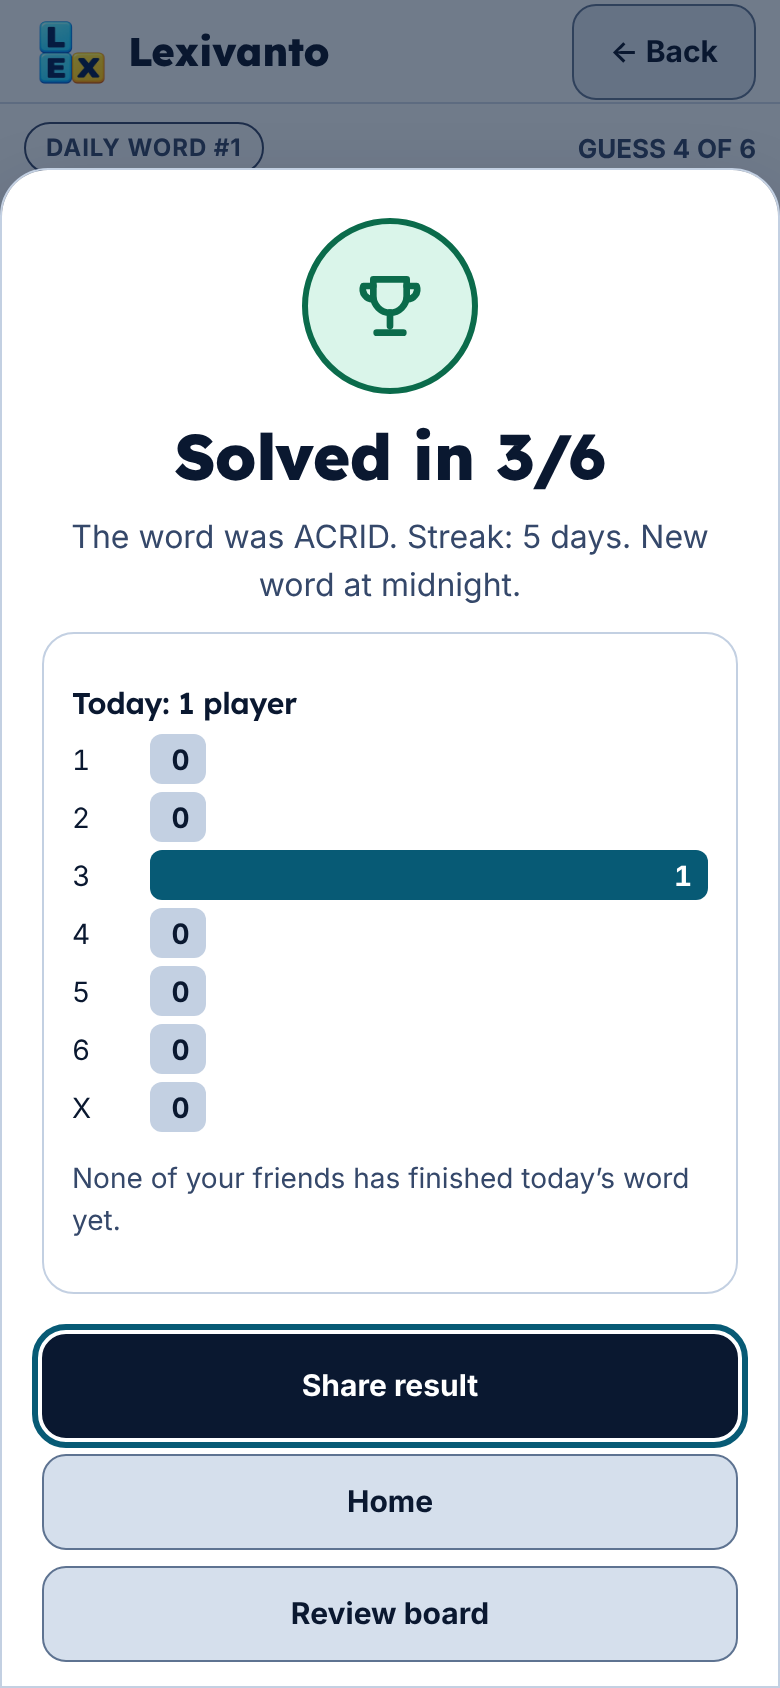 L
E X
Lexivanto
← Back
DAILY WORD #1
GUESS 4 OF 6
Solved in 3/6
The word was ACRID. Streak: 5 days. New
word at midnight.
Today: 1 player
1 0
2 0
3 1
4 0
5 0
6 0
X 0
None of your friends has finished today’s word
yet.
Share result
Home
Review board